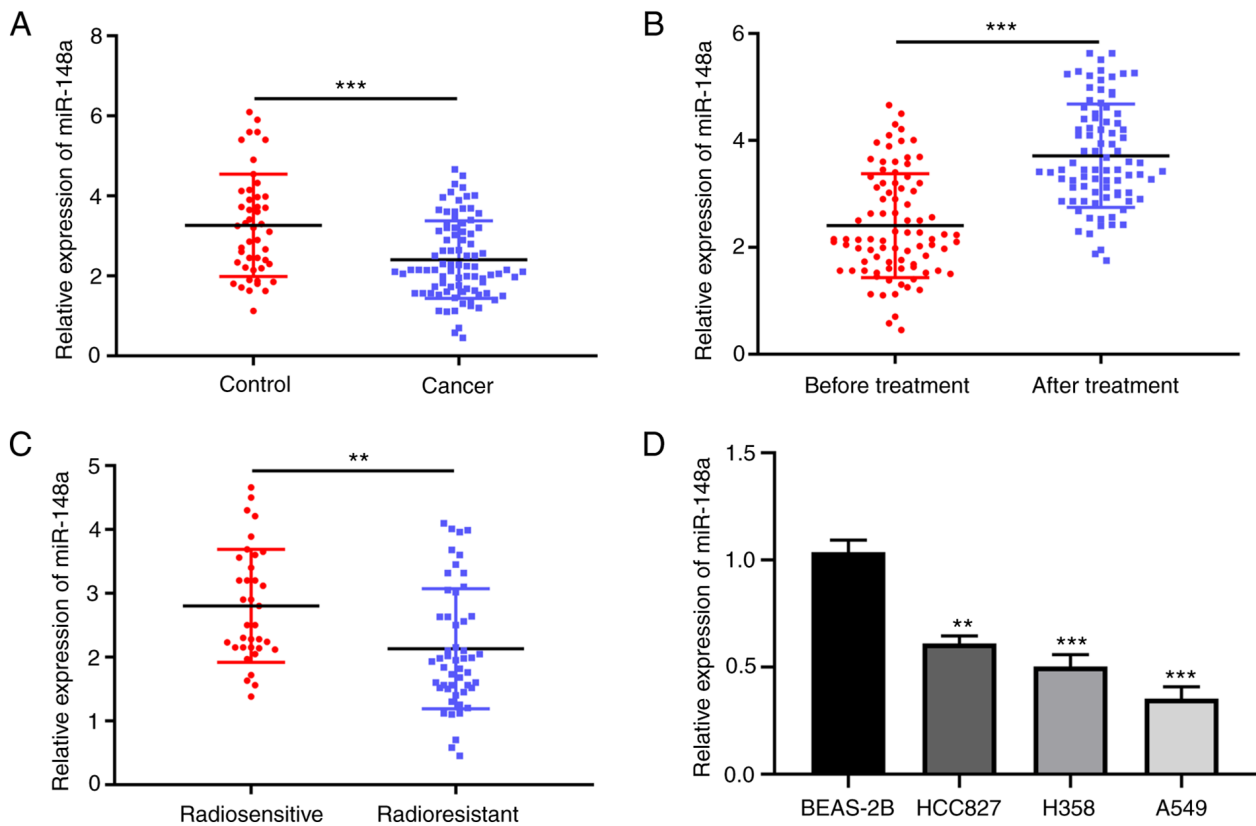 A
Relative expression of miR-148a
8
6
4
2
0
***
Control
Cancer
B
Relative expression of miR-148a
6
4
2
0
***
Before treatment
After treatment
C
Relative expression of miR-148a
5
4
3
2
1
0
**
Radiosensitive
Radioresistant
D
Relative expression of miR-148a
1.5
1.0
0.5
0.0
**
***
***
BEAS-2B
HCC827
H358
A549